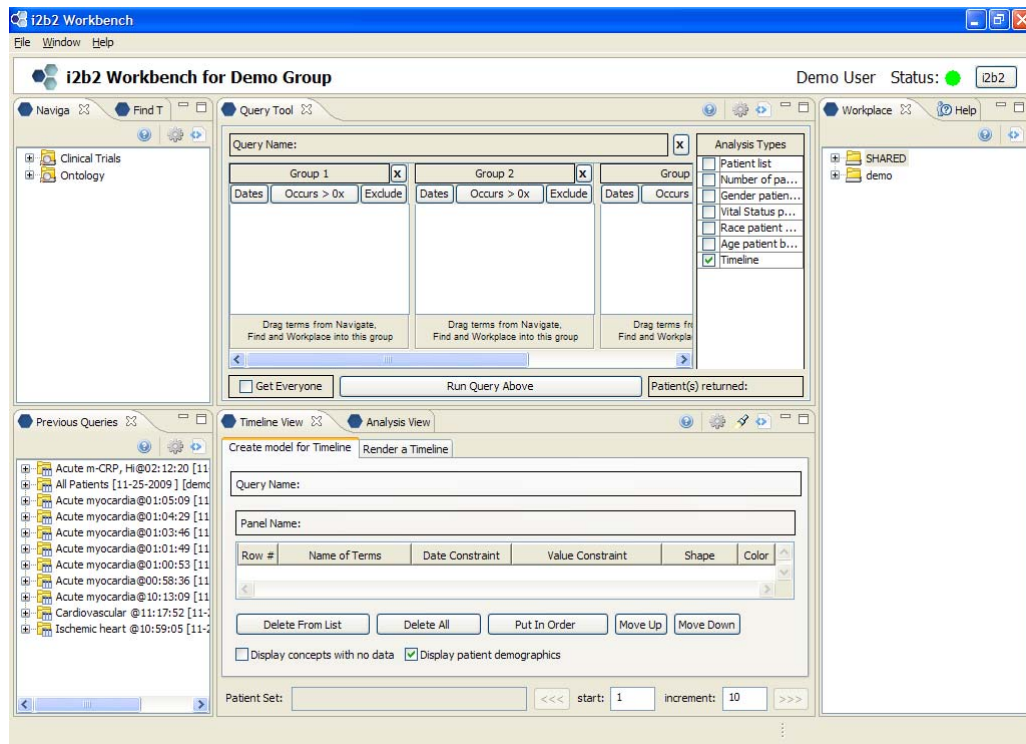 i2b2 Workbench
File Window Help
i2b2 Workbench for Demo Group
Demo User Status: i2b2
Naviga Find T
Clinical Trials
Ontology
Query Tool
Query Name: X
Group 1 X Group 2 X Group
Dates Occurs > 0x Exclude Dates Occurs > 0x Exclude Dates Occurs
Drag terms from Navigate, Drag terms from Navigate, Drag terms fr
Find and Workplace into this group Find and Workplace into this group Find and Workpla
Analysis Types
Patient list
Number of pa...
Gender patien...
Vital Status p...
Race patient ...
Age patient b...
Timeline
Get Everyone Run Query Above Patient(s) returned:
Workplace Help
SHARED
demo
Previous Queries
Acute m-CRP, Hi@02:12:20 [11-
All Patients [11-25-2009 ] [demo
Acute myocardia@01:05:09 [11
Acute myocardia@01:04:29 [11
Acute myocardia@01:03:46 [11
Acute myocardia@01:01:49 [11
Acute myocardia@01:00:53 [11
Acute myocardia@00:58:36 [11
Acute myocardia@10:13:09 [11
Cardiovascular @11:17:52 [11-2
Ischemic heart @10:59:05 [11-2
Timeline View Analysis View
Create model for Timeline Render a Timeline
Query Name:
Panel Name:
Row # Name of Terms Date Constraint Value Constraint Shape Color
Delete From List Delete All Put In Order Move Up Move Down
Display concepts with no data Display patient demographics
Patient Set: <<< start: 1 increment: 10 >>>